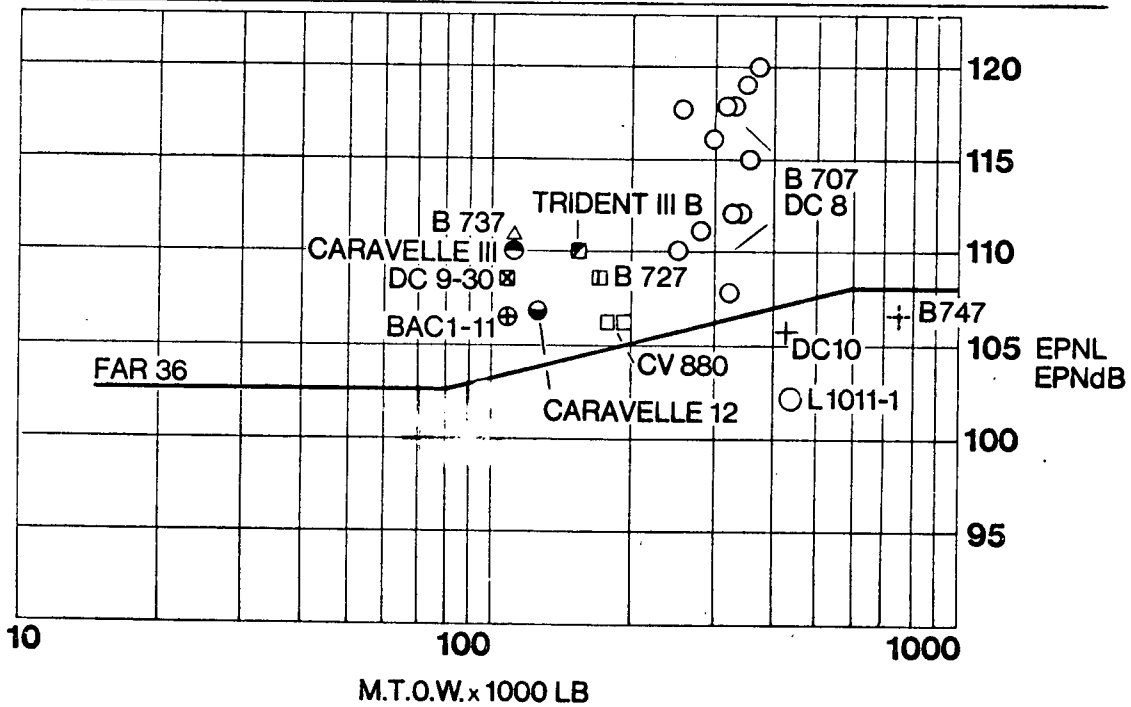 120
115
B 707
DC 8
TRIDENT III B
B 737
CARAVELLE III
110
DC 9-30
B 727
BAC1-11
B747
DC10
105
EPNL
EPNdB
FAR 36
CV 880
L1011-1
CARAVELLE 12
100
95
10
100
1000
M.T.O.W. x 1000 LB